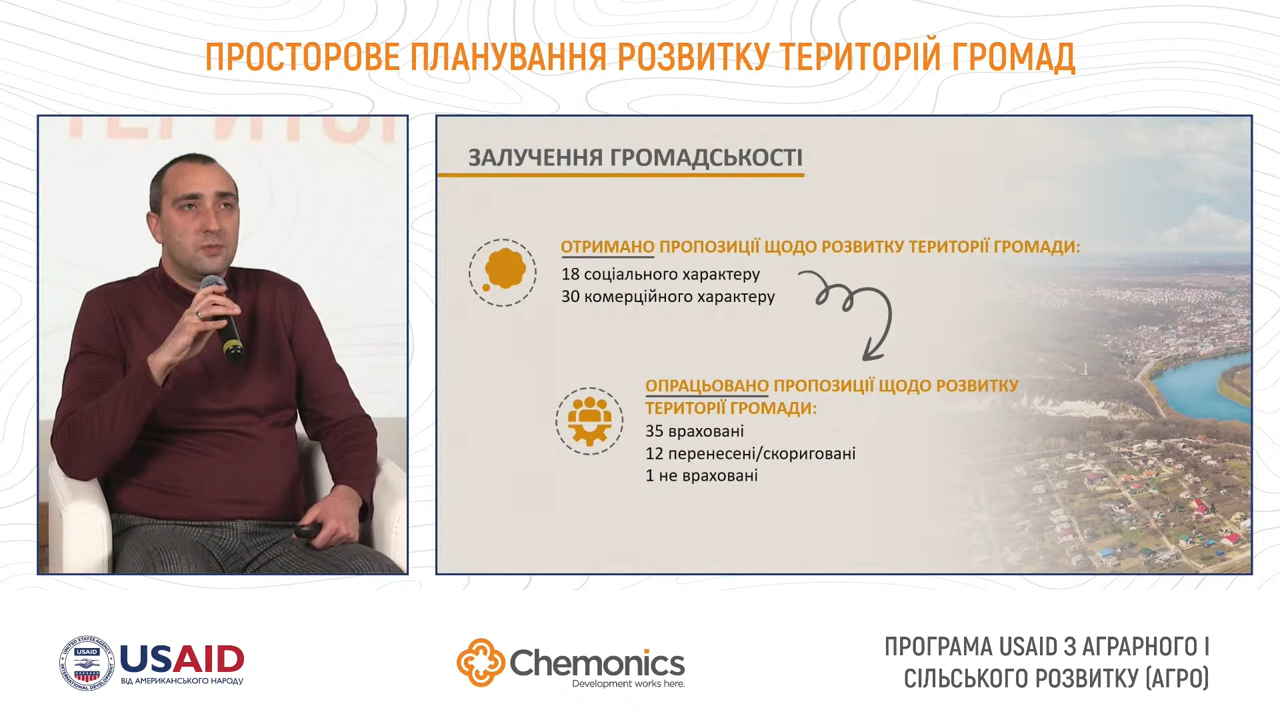 ПРОСТОРОВЕ ПЛАНУВАННЯ РОЗВИТКУ ТЕРИТОРІЙ ГРОМАД
ЗАЛУЧЕННЯ ГРОМАДСЬКОСТІ
ОТРИМАНО ПРОПОЗИЦІЇ ЩОДО РОЗВИТКУ ТЕРИТОРІЇ ГРОМАДИ:
18 соціального характеру
30 комерційного характеру
ОПРАЦЬОВАНО ПРОПОЗИЦІЇ ЩОДО РОЗВИТКУ
ТЕРИТОРІЇ ГРОМАДИ:
35 враховані
12 перенесені/скориговані
1 не враховані
USAID
USAID
ВІД АМЕРИКАНСЬКОГО НАРОДУ
Chemonics
Development works here.
ПРОГРАМА USAID З АГРАРНОГО І
СІЛЬСЬКОГО РОЗВИТКУ (АГРО)